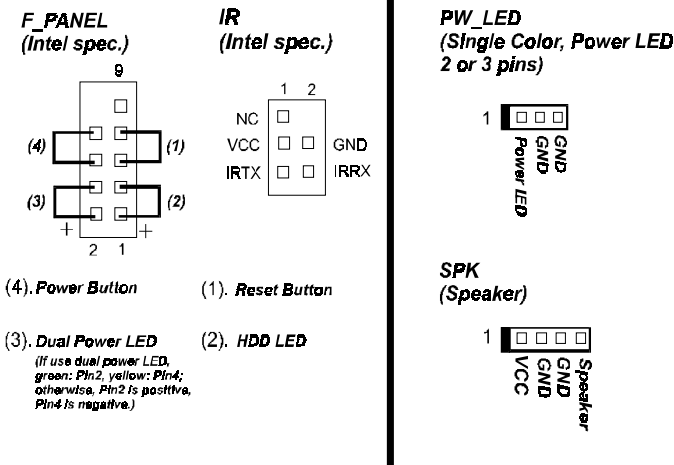 F_PANEL
(Intel spec.)
9
(4)
(1)
(3)
(2)
+
+
2 1
IR
(Intel spec.)
1 2
NC
VCC
GND
IRTX
IRRX
(4). Power Button
(1). Reset Button
(3). Dual Power LED
(If use dual power LED,
green: Pin2, yellow: Pin4;
otherwise, Pin2 is positive,
Pin4 is negative.)
(2). HDD LED
PW_LED
(Single Color, Power LED
2 or 3 pins)
1
Power lED
GND
GND
SPK
(Speaker)
1
VCC
GND
GND
Speaker